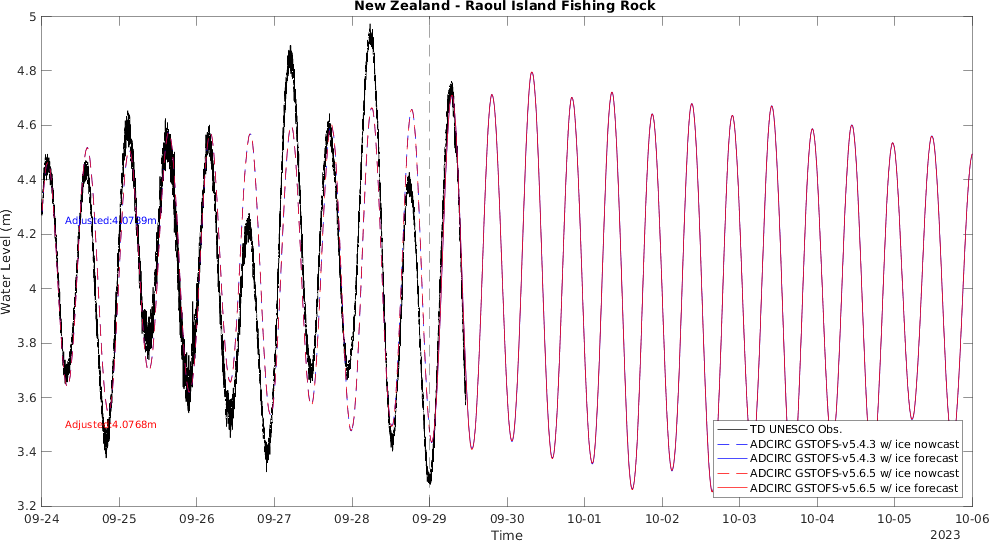 New Zealand - Raoul Island Fishing Rock
5
4.8
4.6
4.4
4.2
4
3.8
3.6
3.4
3.2
Water Level (m)
Adjusted:4.0789m
Adjusted:4.0768m
TD UNESCO Obs.
ADCIRC GSTOFS-v5.4.3 w/ ice nowcast
ADCIRC GSTOFS-v5.4.3 w/ ice forecast
ADCIRC GSTOFS-v5.6.5 w/ ice nowcast
ADCIRC GSTOFS-v5.6.5 w/ ice forecast
09-24 09-25 09-26 09-27 09-28 09-29 09-30 10-01 10-02 10-03 10-04 10-05 10-06
Time
2023